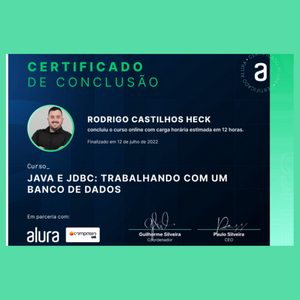 CERTIFICADO
DE CONCLUSÃO
a
RODRIGO CASTILHOS HECK
concluiu o curso online com carga horária estimada em 12 horas.
Finalizado em 12 de julho de 2022
Curso_
JAVA E JDBC: TRABALHANDO COM UM
BANCO DE DADOS
Em parceria com:
alura
Guilherme Silveira
Coordenador
Paulo Silveira
CEO